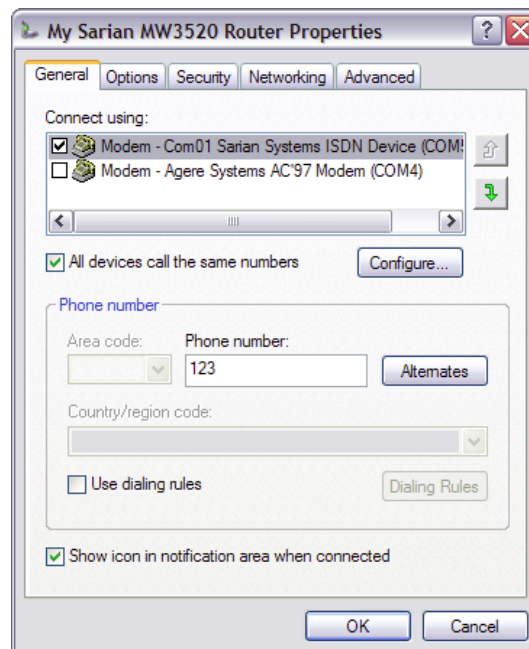 My Sarian MW3520 Router Properties
General Options Security Networking Advanced
Connect using:
Modem - Com01 Sarian Systems ISDN Device (COM5
Modem - Agere Systems AC'97 Modem (COM4)
All devices call the same numbers
Configure...
Phone number
Area code: Phone number:
123
Alternates
Country/region code:
Use dialing rules
Dialing Rules
Show icon in notification area when connected
OK Cancel